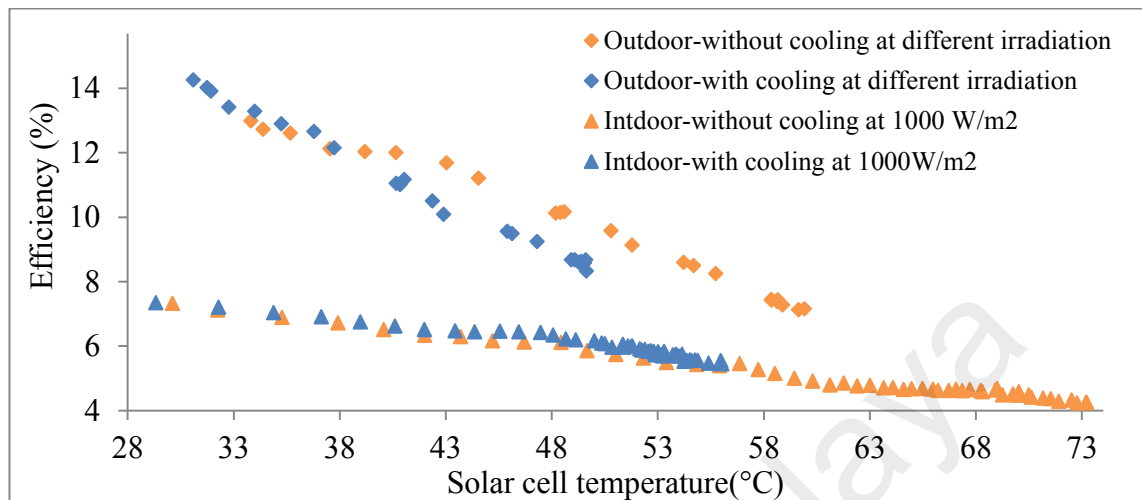 Outdoor-without cooling at different irradiation
Outdoor-with cooling at different irradiation
Intdoor-without cooling at 1000 W/m2
Intdoor-with cooling at 1000W/m2
Efficiency (%)
14
12
10
8
6
4
28 33 38 43 48 53 58 63 68 73
Solar cell temperature(°C)
laya